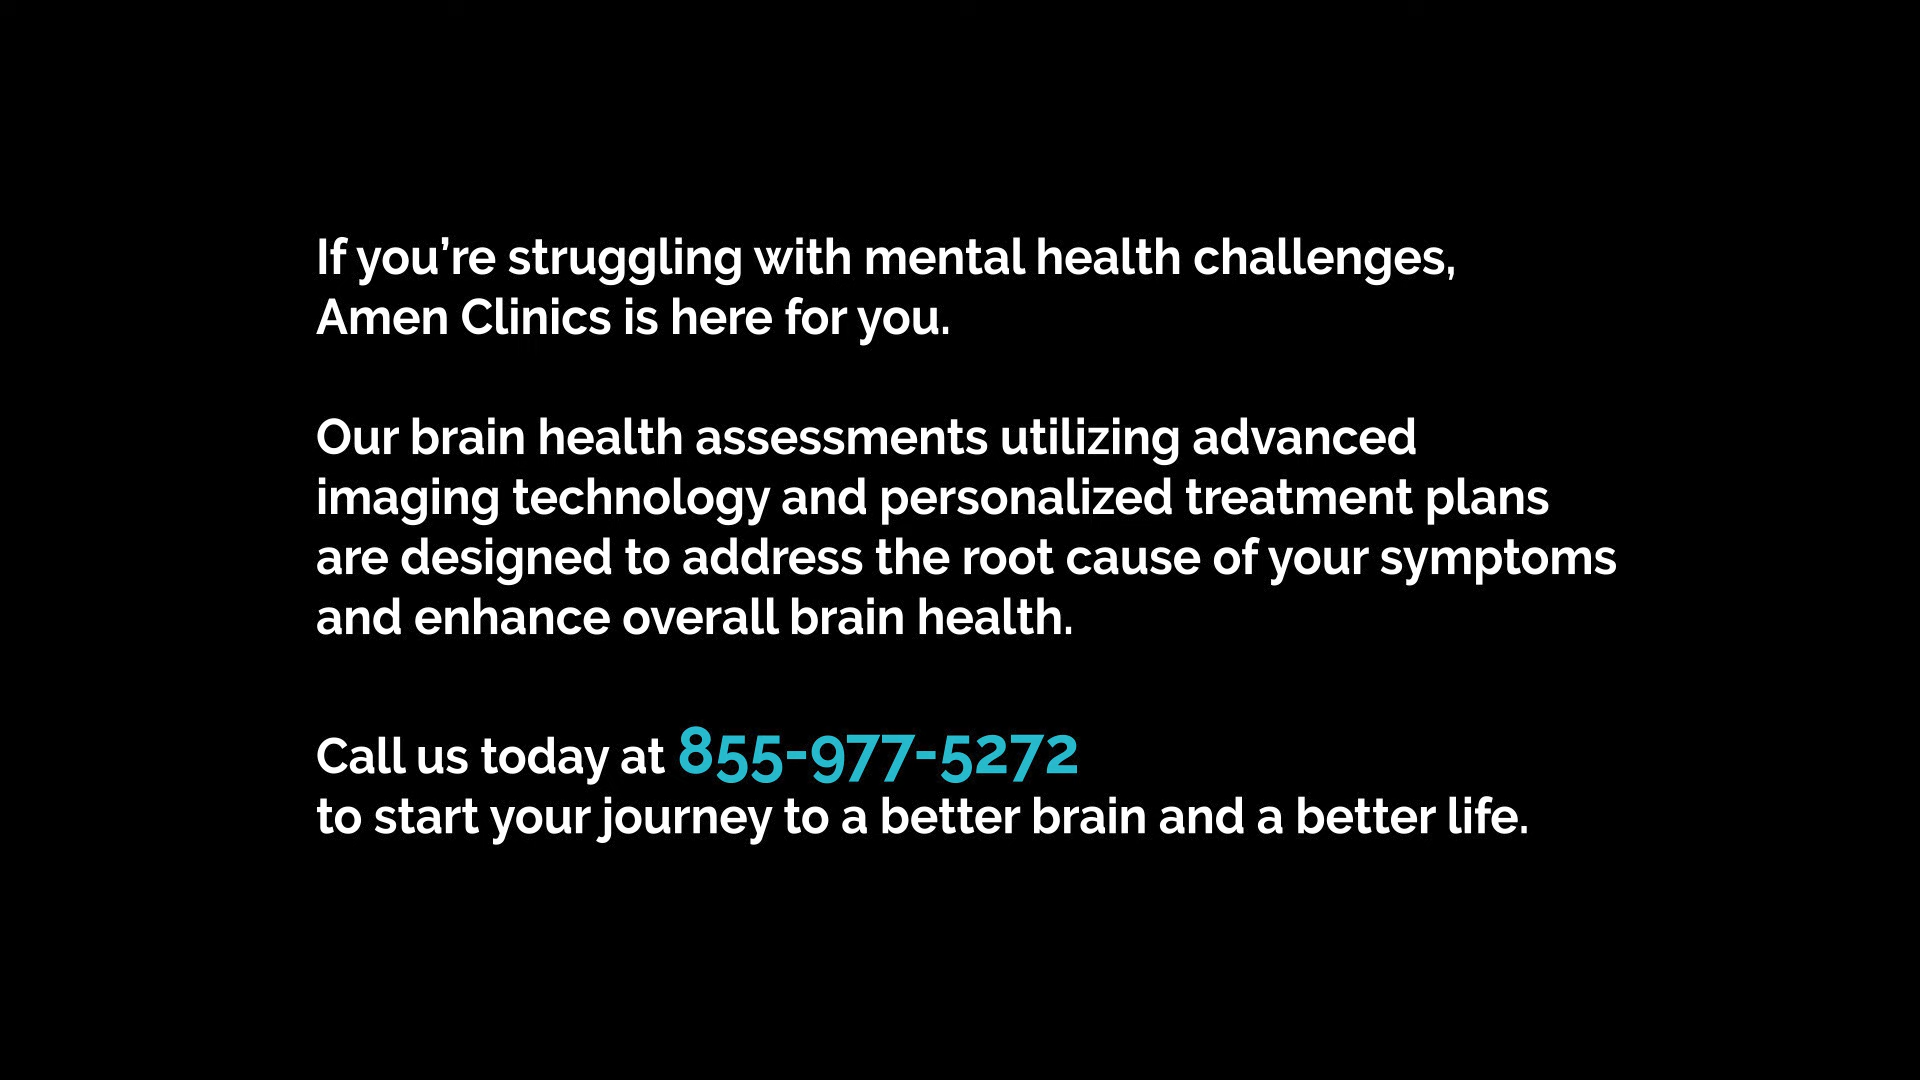 If you’re struggling with mental health challenges,
Amen Clinics is here for you.
Our brain health assessments utilizing advanced
imaging technology and personalized treatment plans
are designed to address the root cause of your symptoms
and enhance overall brain health.
Call us today at 855-977-5272
to start your journey to a better brain and a better life.